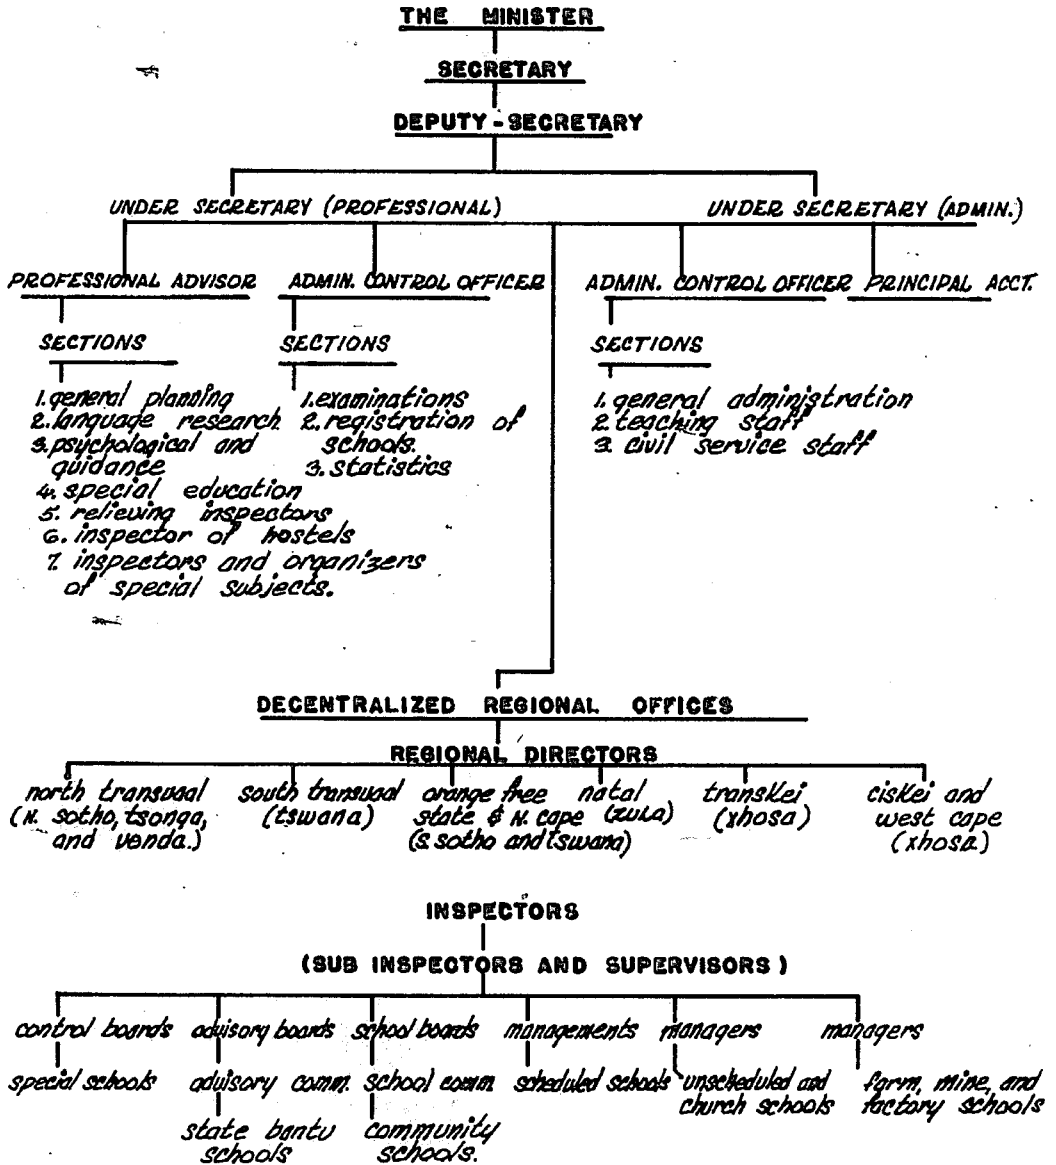 THE MINISTER
SECRETARY
DEPUTY-SECRETARY
UNDER SECRETARY (PROFESSIONAL)
UNDER SECRETARY (ADMIN.)
PROFESSIONAL ADVISOR
ADMIN. CONTROL OFFICER
ADMIN. CONTROL OFFICER
PRINCIPAL ACCT.
SECTIONS
1. general planning
2. language research
3. psychological and
guidance
4. special education
5. relieving inspectors
6. inspector of hostels
7. inspectors and organizers
of special subjects.
SECTIONS
1. examinations
2. registration of
schools.
3. statistics
SECTIONS
1. general administration
2. teaching staff
3. civil service staff
DECENTRALIZED REGIONAL OFFICES
REGIONAL DIRECTORS
north transvaal
(N. sotho, tsonga,
and venda.)
south transvaal
(tswana)
orange free
state & N. cape
(S. sotho and tswana)
natal
(zula)
transkei
(xhosa)
ciskei and
west cape
(xhosa)
INSPECTORS
(SUB INSPECTORS AND SUPERVISORS)
control boards
special schools
advisory boards
advisory comm.
state bantu
schools
school boards
school comm
community
schools.
managements
scheduled schools
managers
unscheduled and
church schools
managers
farm, mine, and
factory schools